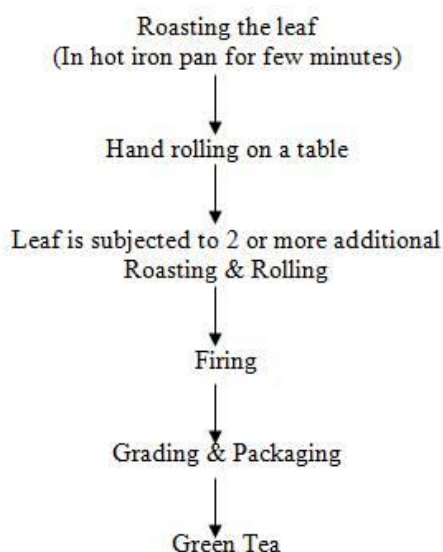 Roasting the leaf
(In hot iron pan for few minutes)
Hand rolling on a table
Leaf is subjected to 2 or more additional
Roasting & Rolling
Firing
Grading & Packaging
Green Tea